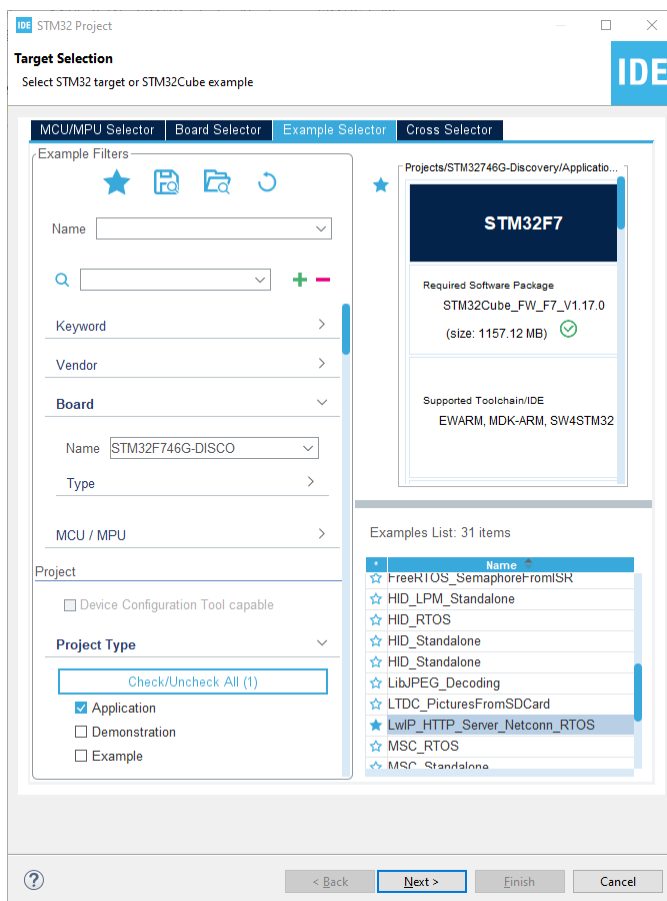 IDE STM32 Project
Target Selection
Select STM32 target or STM32Cube example
IDE
MCU/MPU Selector Board Selector Example Selector Cross Selector
Example Filters
Name
Keyword
Vendor
Board
Name STM32F746G-DISCO
Type
MCU / MPU
Project
Device Configuration Tool capable
Project Type
Check/Uncheck All (1)
Application
Demonstration
Example
Projects/STM32746G-Discovery/Applicatio...
STM32F7
Required Software Package
STM32Cube_FW_F7_V1.17.0
(size: 1157.12 MB)
Supported Toolchain/IDE
EWARM, MDK-ARM, SW4STM32
Examples List: 31 items
* Name
FreeRTOS_SemaphoreFromISR
HID_LPM_Standalone
HID_RTOS
HID_Standalone
HID_Standalone
LibJPEG_Decoding
LTDC_PicturesFromSDCard
LwIP_HTTP_Server_Netconn_RTOS
MSC_RTOS
MSC_Standalone
? < Back Next > Finish Cancel